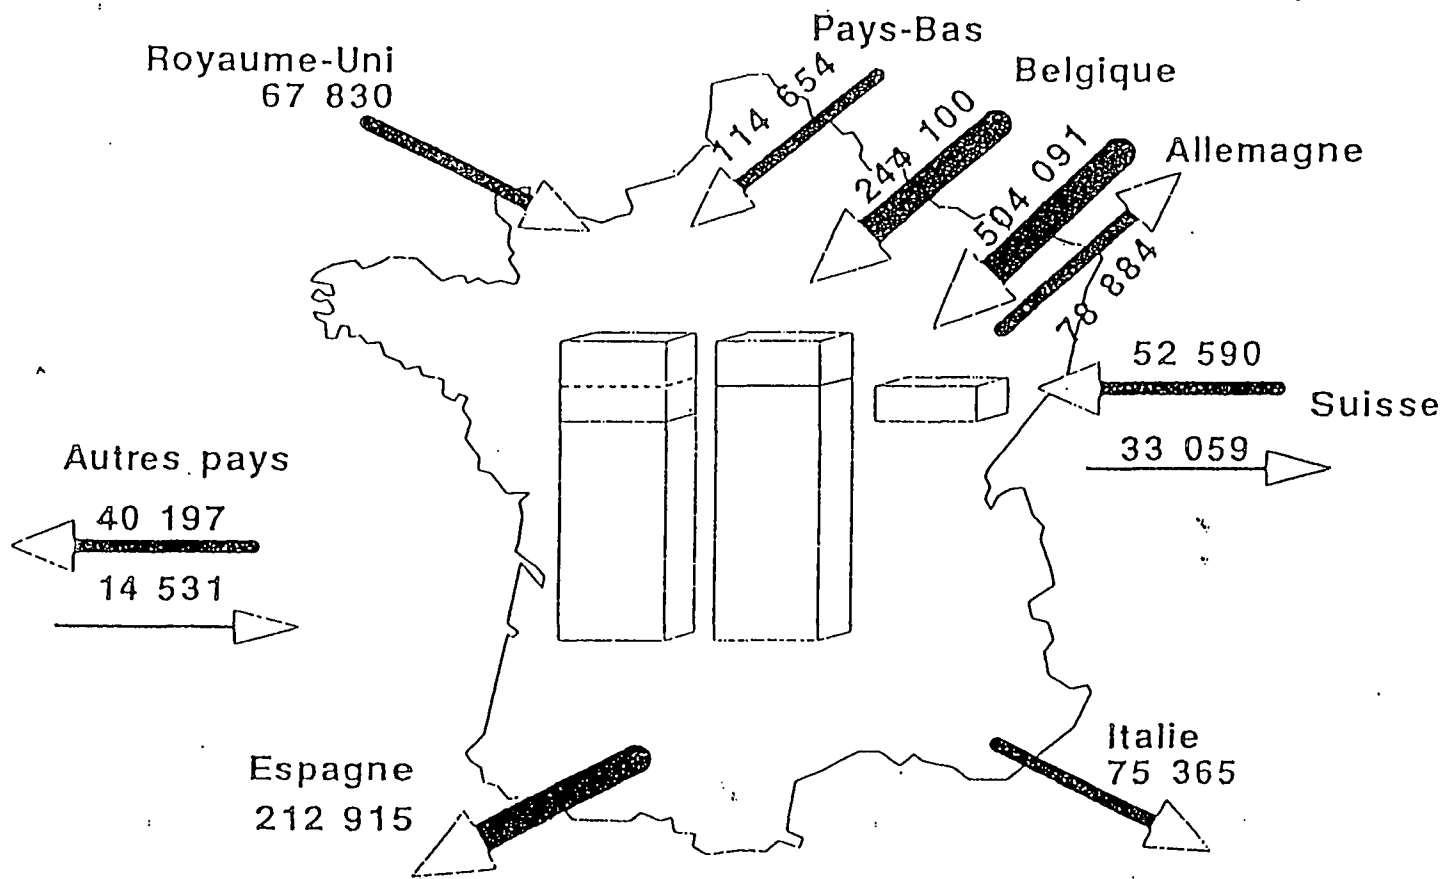 Royaume-Uni
67 830
Pays-Bas
114 654
Belgique
244 100
Allemagne
504 091
78 884
52 590
Suisse
33 059
Autres pays
40 197
14 531
Espagne
212 915
Italie
75 365